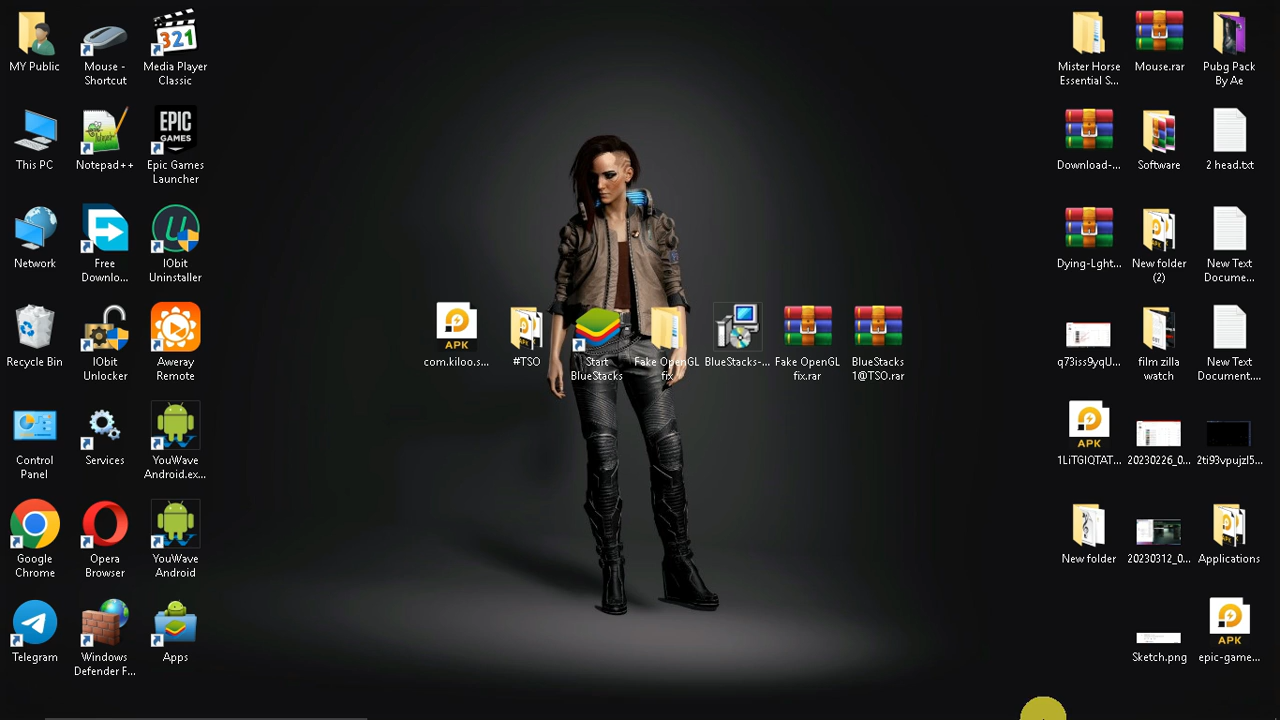 MY Public
Mouse -
Shortcut
Media Player
Classic
This PC
Notepad++
Epic Games
Launcher
Network
Free
Downlo...
IObit
Uninstaller
Recycle Bin
IObit
Unlocker
Aweray
Remote
Control
Panel
Services
YouWave
Android.ex...
Google
Chrome
Opera
Browser
YouWave
Android
Telegram
Windows
Defender F...
Apps
321
EPIC
GAMES
com.kiloo.s...
#TSO
Start
BlueStacks
Fake OpenGL
fix
BlueStacks-...
Fake OpenGL
fix.rar
BlueStacks
1@TSO.rar
APK
Mister Horse
Essential S...
Mouse.rar
Pubg Pack
By Ae
Download-...
Software
2 head.txt
Dying-Lght...
New folder
(2)
New Text
Docume...
q73iss9yqU...
film zilla
watch
New Text
Document....
APK
1LiTGIQTAT...
20230226_0...
2ti93vpujzl5...
New folder
20230312_0...
Applications
Sketch.png
APK
epic-game...